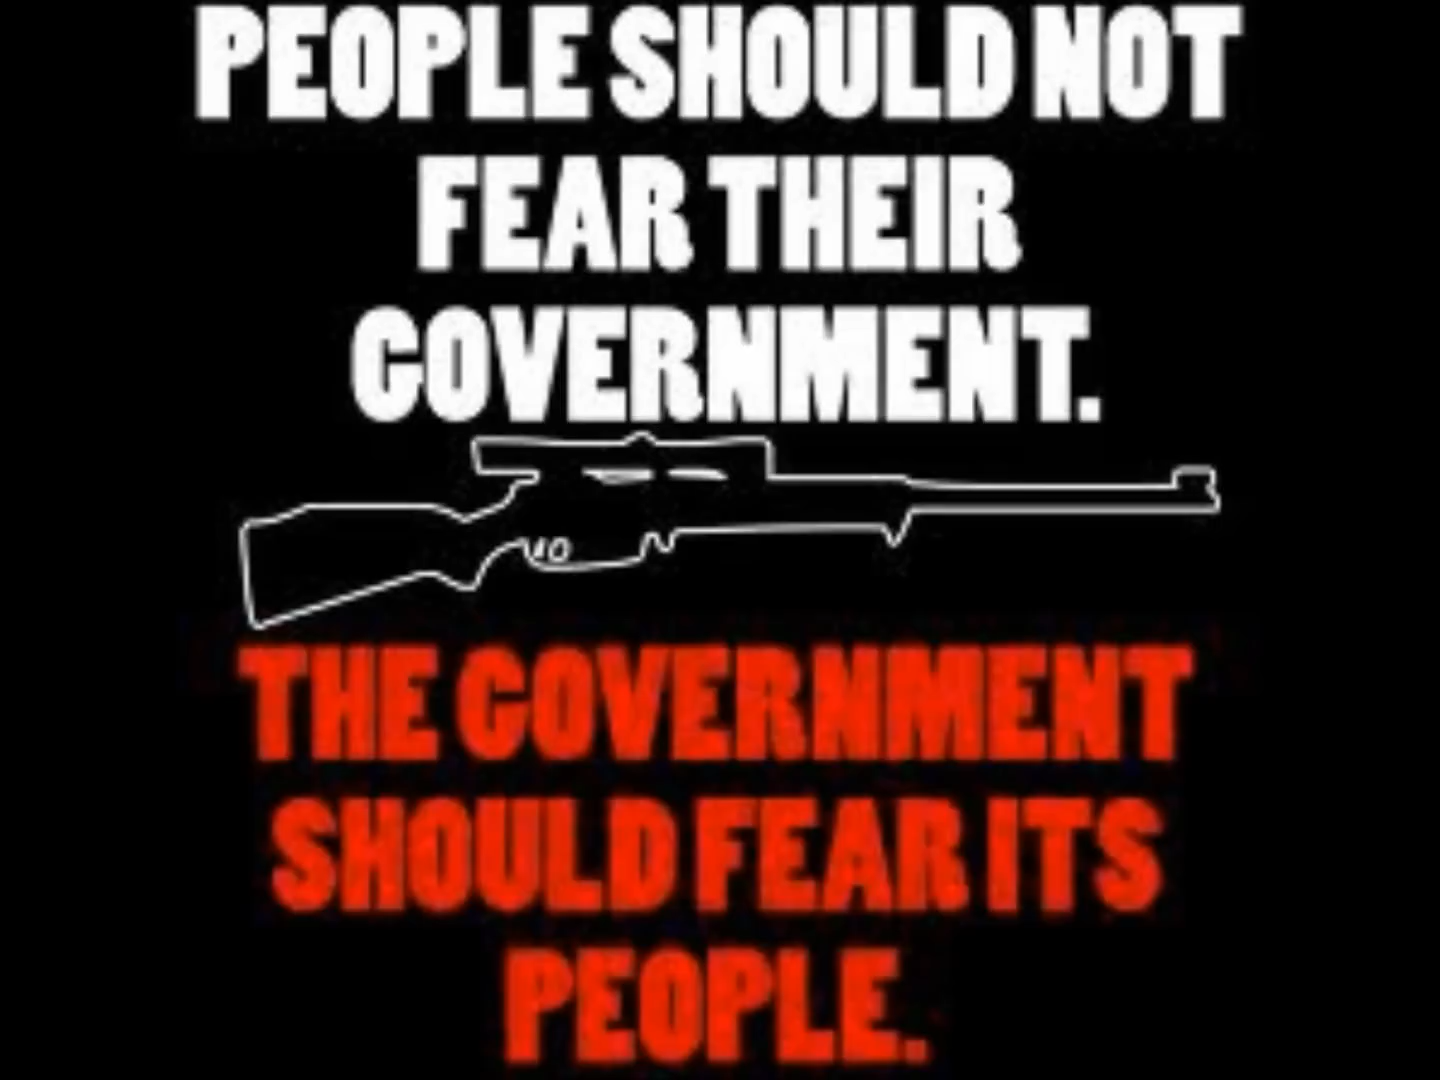 PEOPLE SHOULD NOT
FEAR THEIR
GOVERNMENT.
THE GOVERNMENT
SHOULD FEAR ITS
PEOPLE.